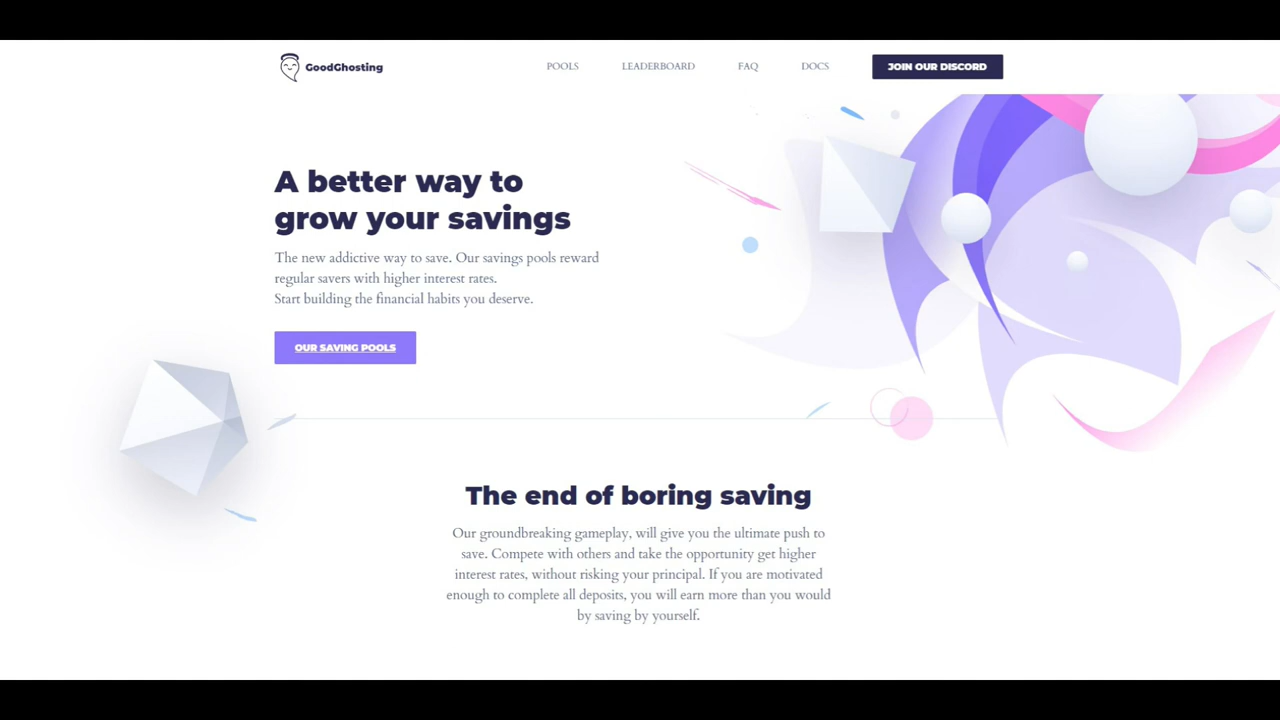 GoodGhosting
POOLS
LEADERBOARD
FAQ
DOCS
JOIN OUR DISCORD
A better way to
grow your savings
The new addictive way to save. Our savings pools reward
regular savers with higher interest rates.
Start building the financial habits you deserve.
OUR SAVING POOLS
The end of boring saving
Our groundbreaking gameplay, will give you the ultimate push to
save. Compete with others and take the opportunity get higher
interest rates, without risking your principal. If you are motivated
enough to complete all deposits, you will earn more than you would
by saving by yourself.